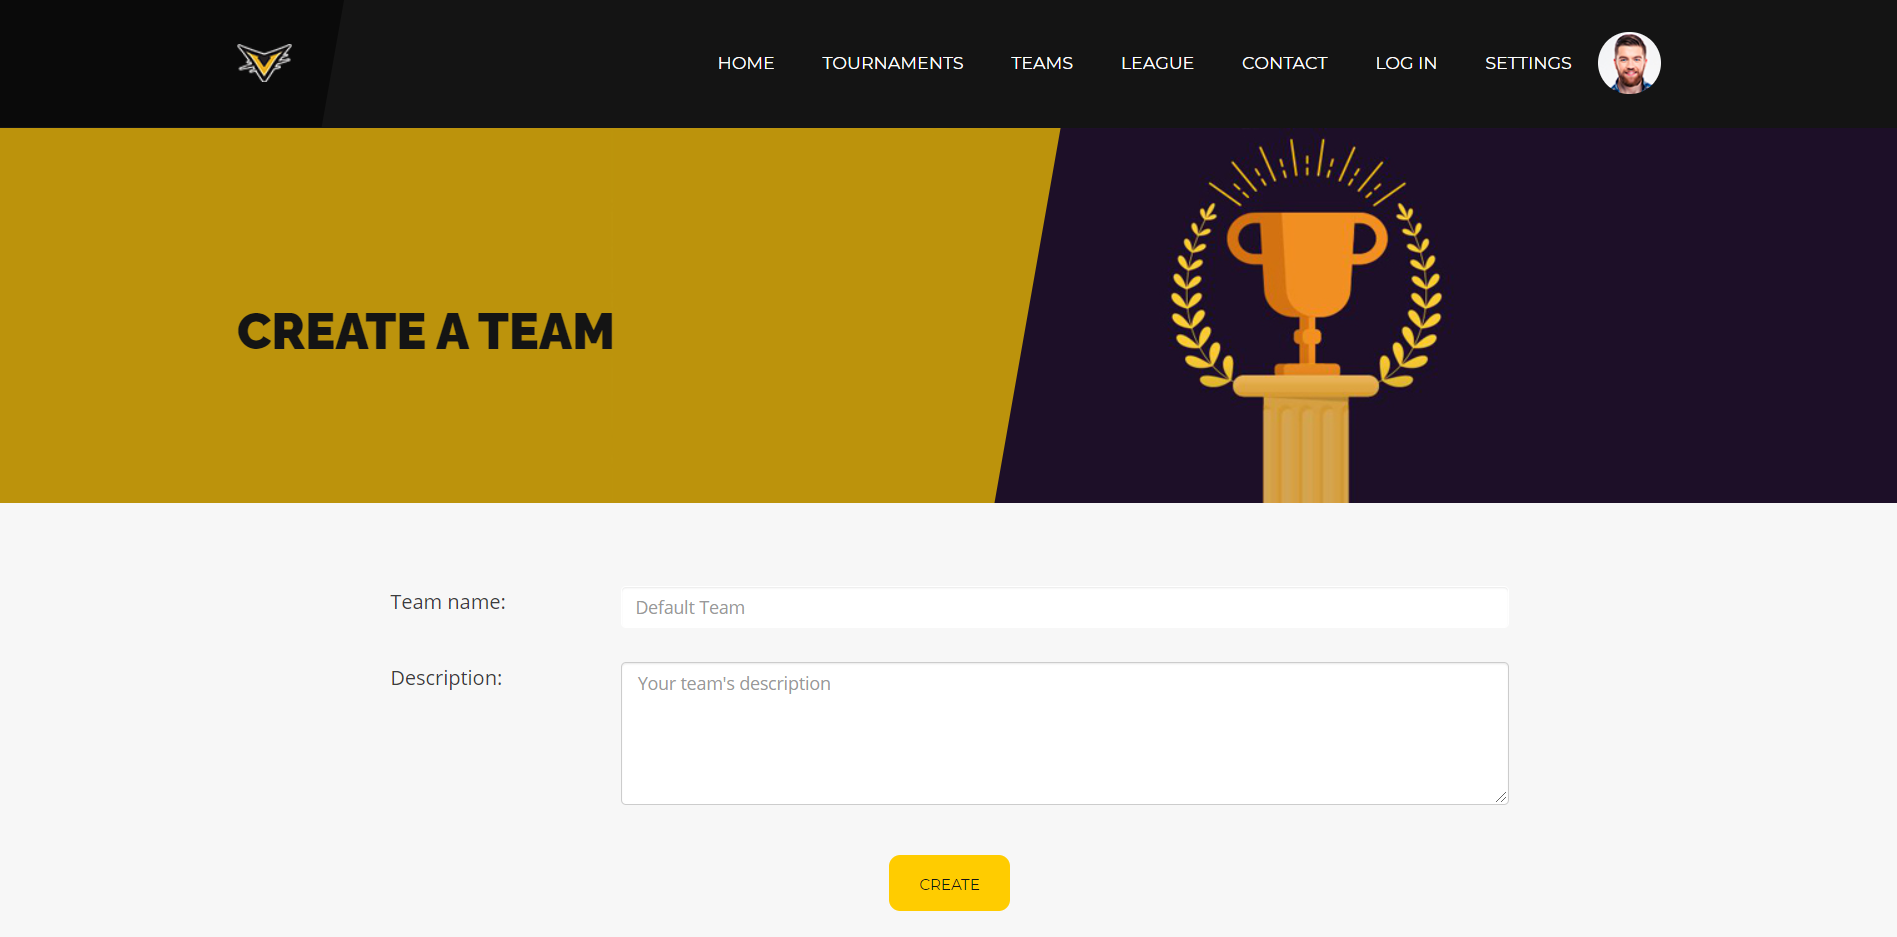 HOME TOURNAMENTS TEAMS LEAGUE CONTACT LOG IN SETTINGS
CREATE A TEAM
Team name:
Default Team
Description:
Your team's description
CREATE